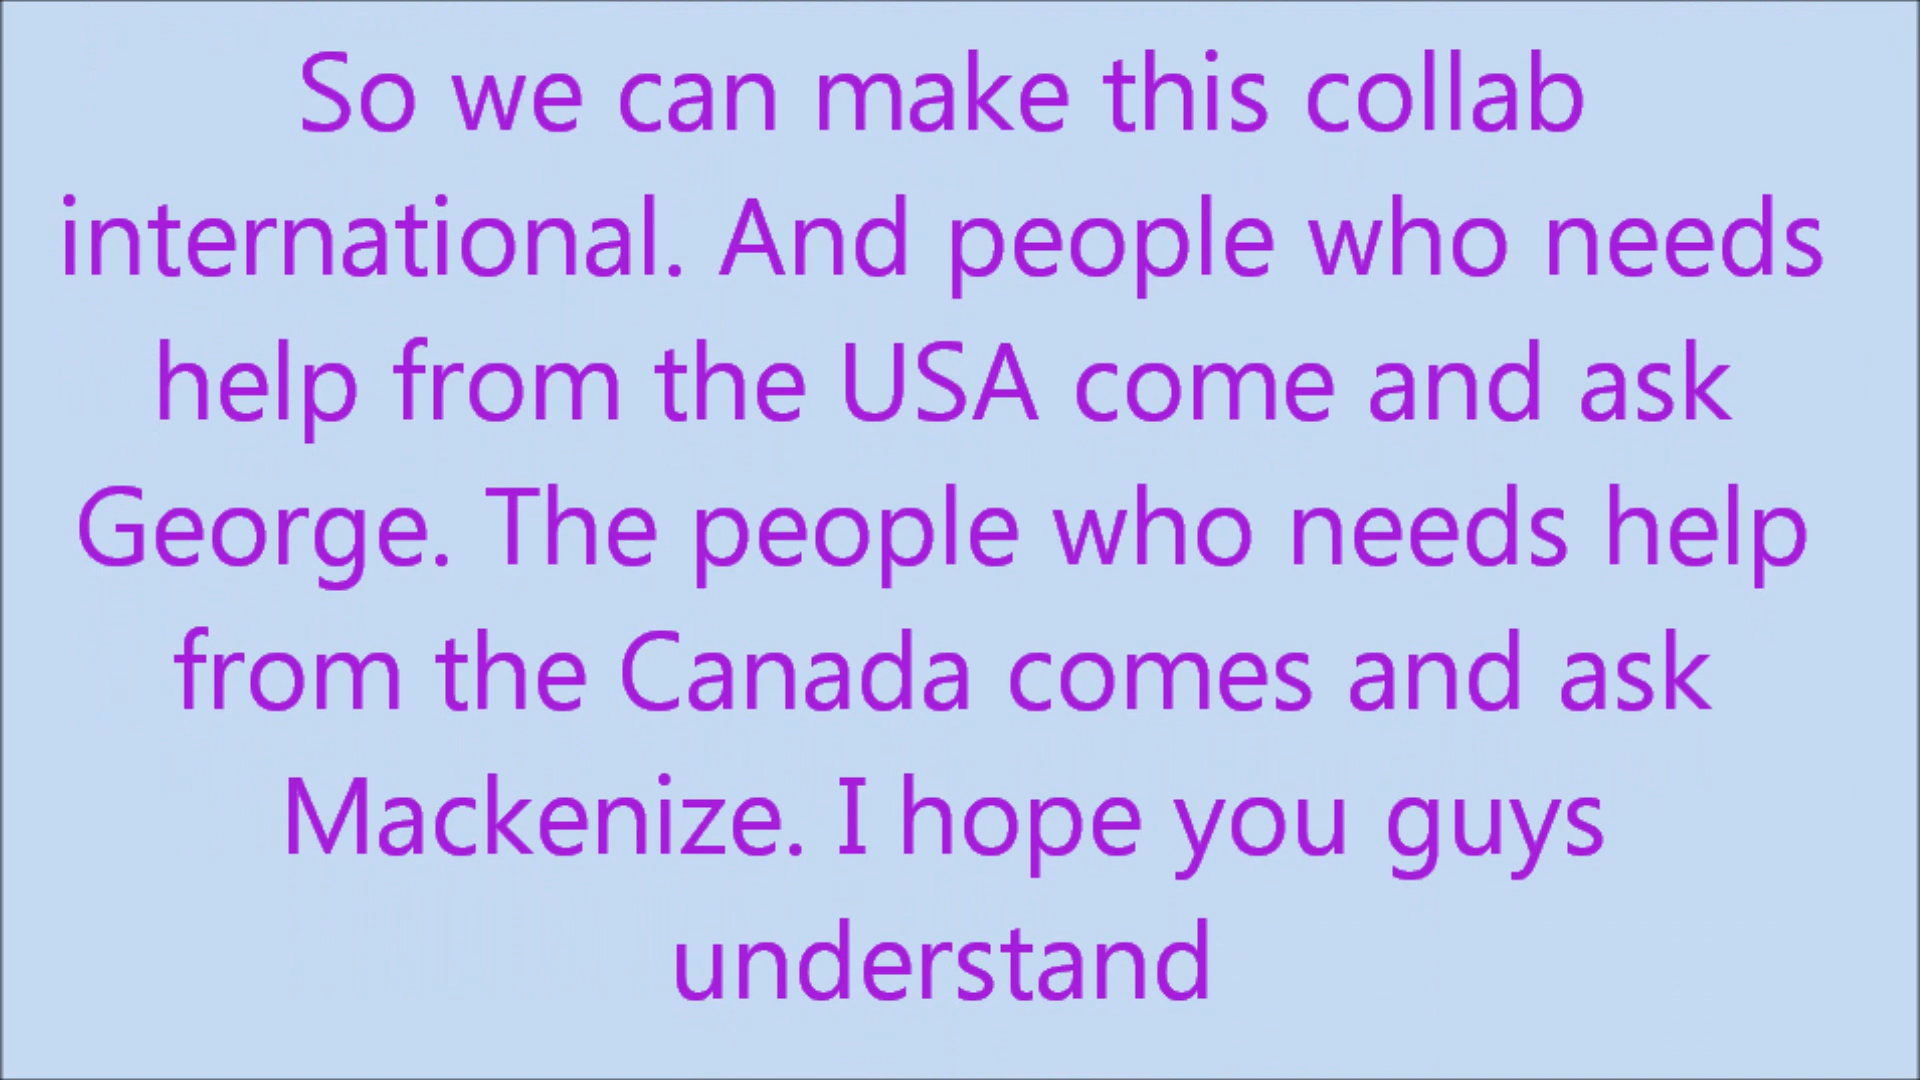 So we can make this collab
international. And people who needs
help from the USA come and ask
George. The people who needs help
from the Canada comes and ask
Mackenize. I hope you guys
understand